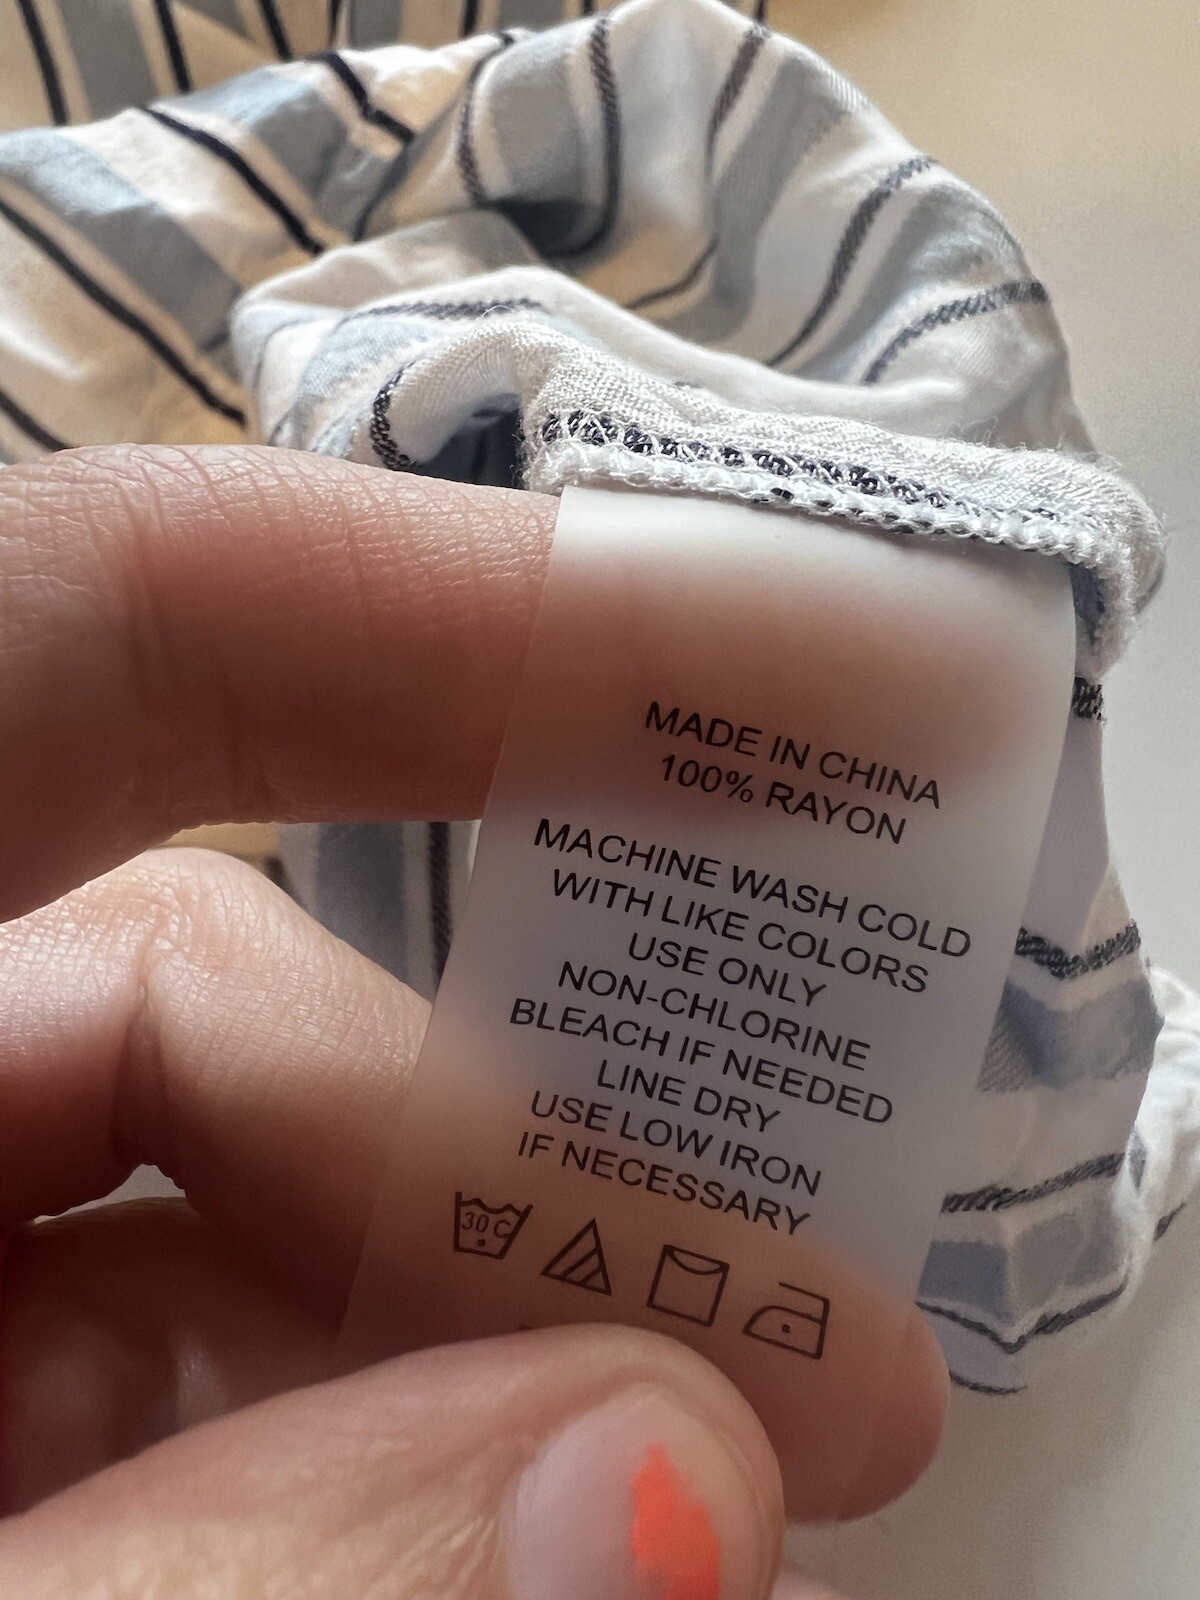 MADE IN CHINA
100% RAYON
MACHINE WASH COLD
WITH LIKE COLORS
USE ONLY
NON-CHLORINE
BLEACH IF NEEDED
LINE DRY
USE LOW IRON
IF NECESSARY
30 C